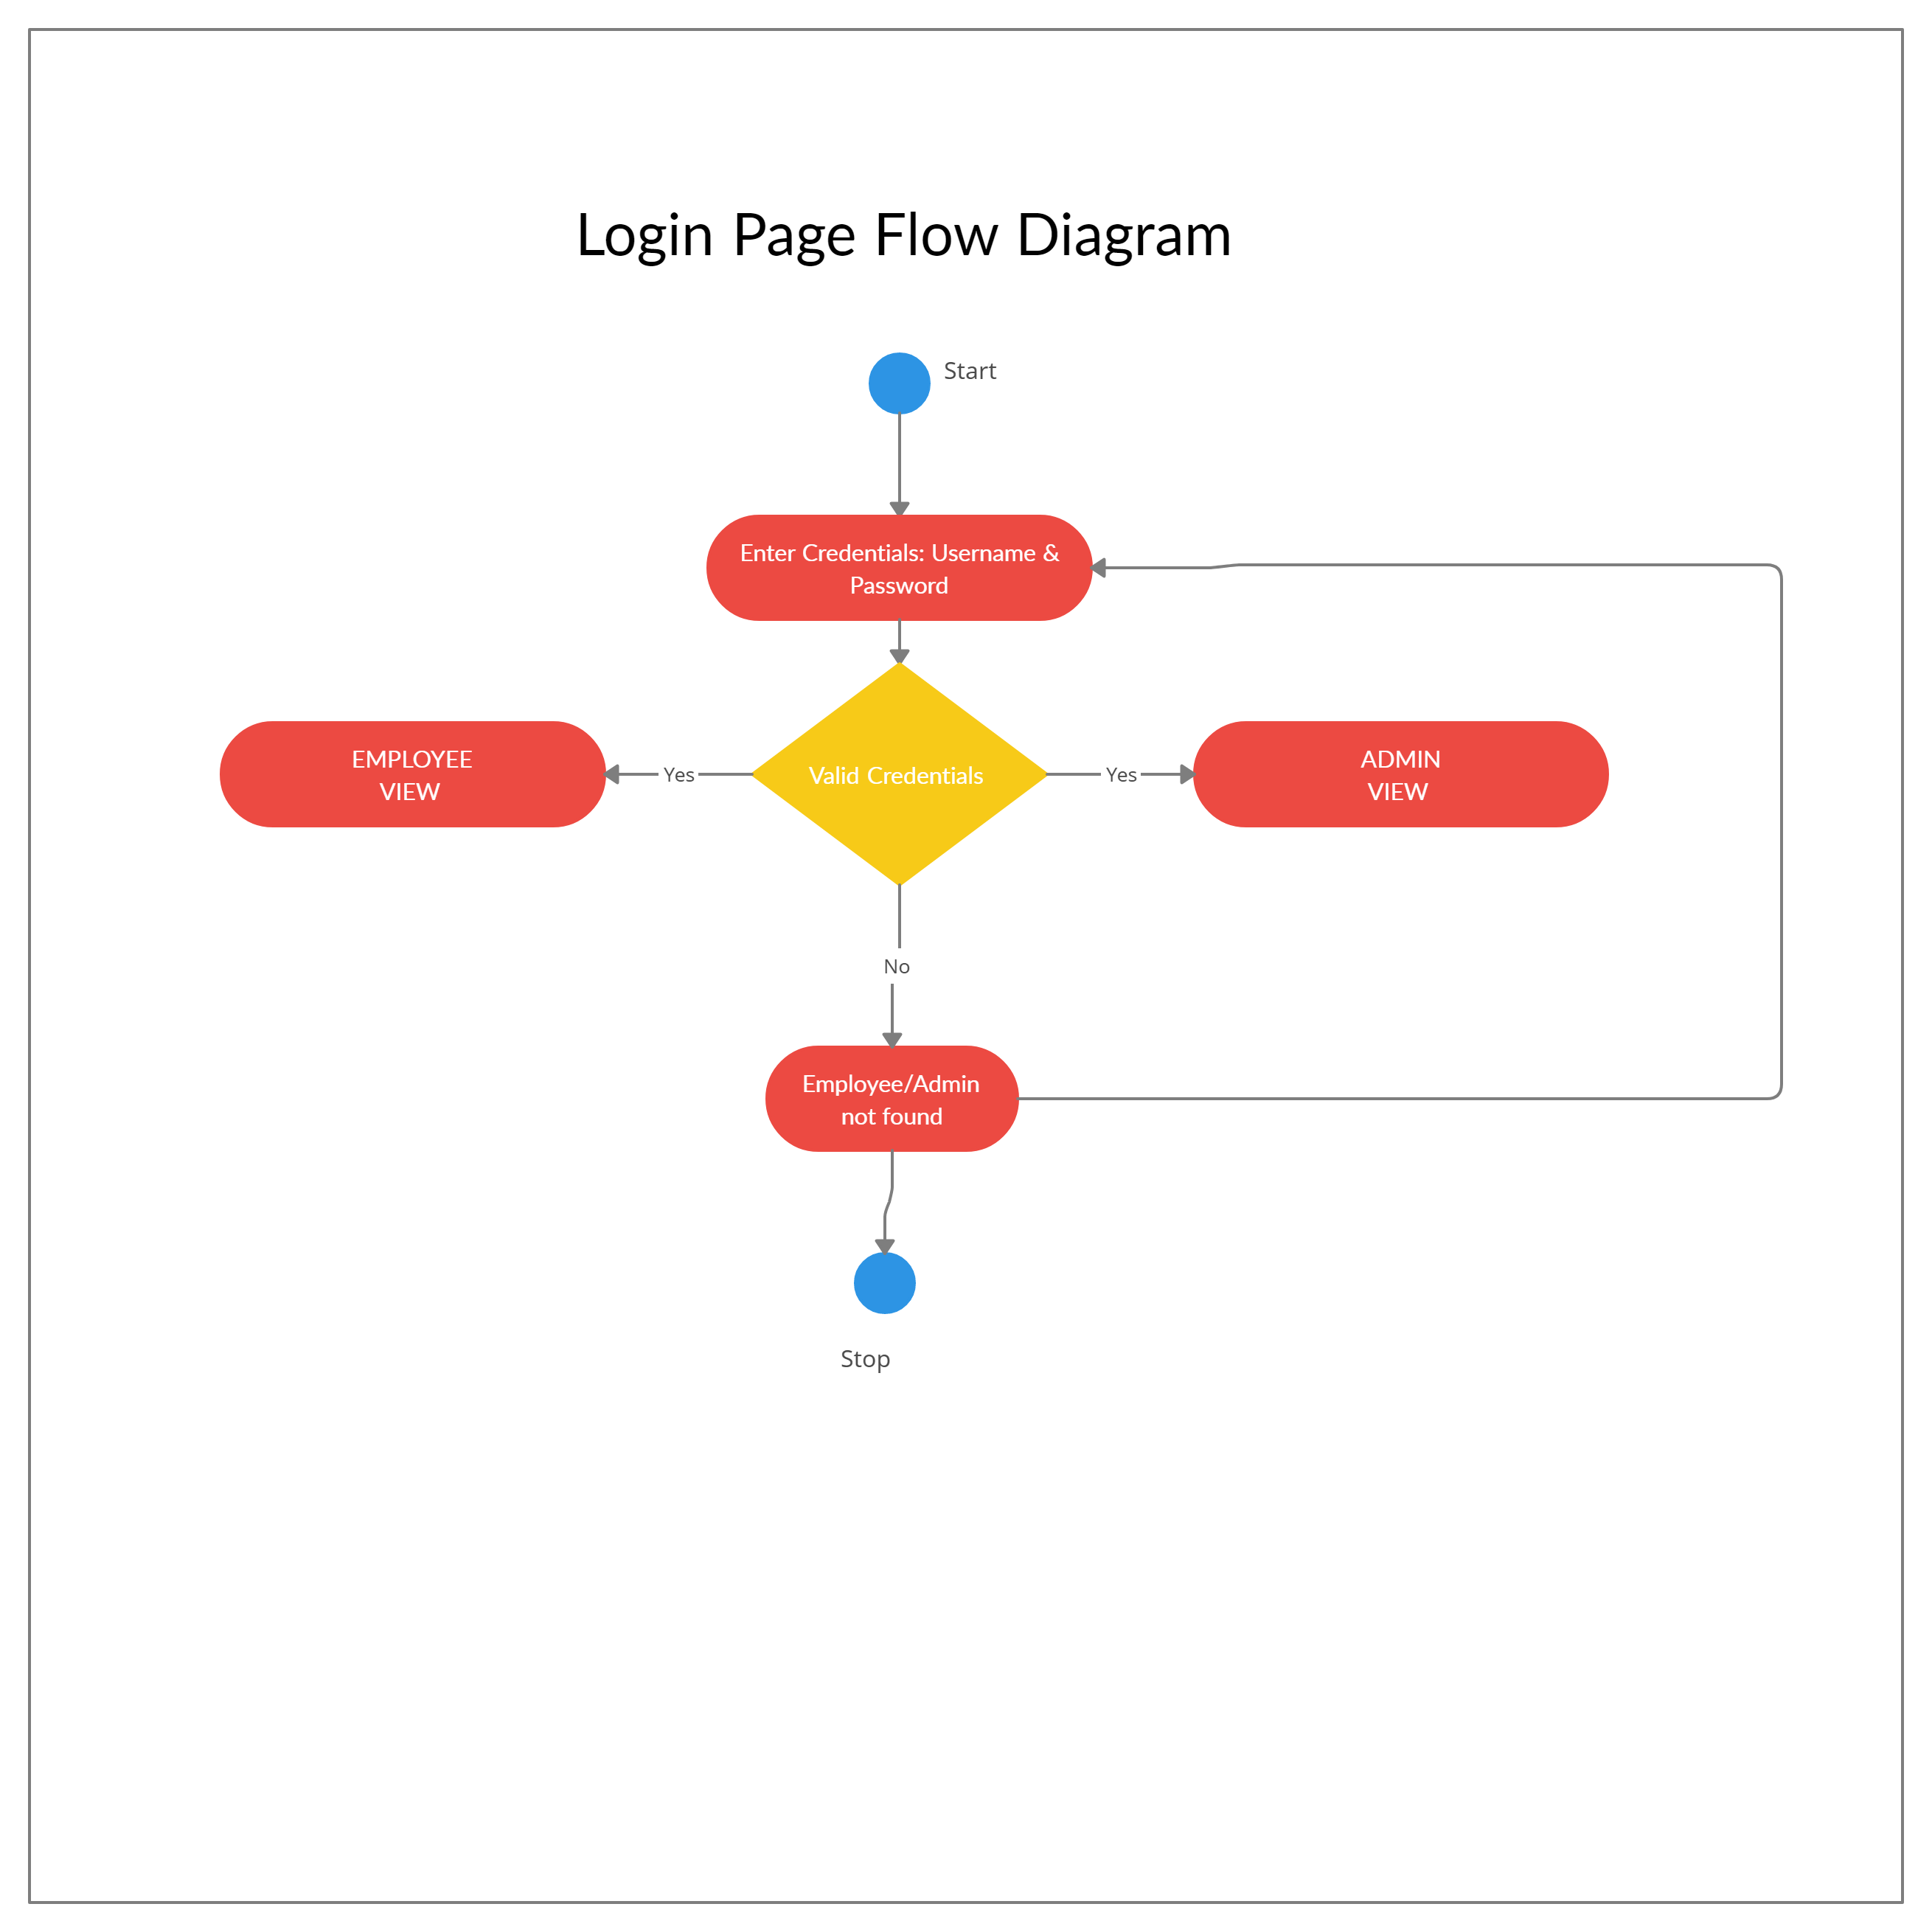 Login Page Flow Diagram
Start
Enter Credentials: Username &
Password
EMPLOYEE
VIEW
Yes
Valid Credentials
Yes
ADMIN
VIEW
No
Employee/Admin
not found
Stop